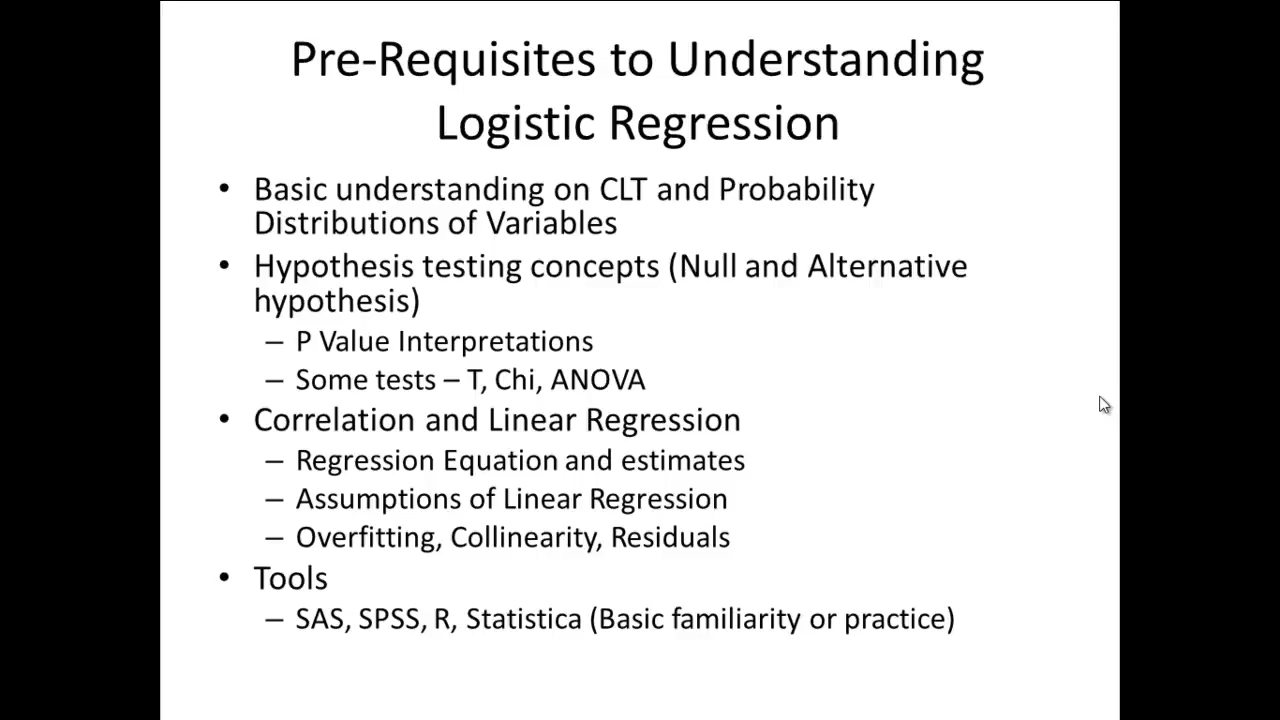 Pre-Requisites to Understanding
Logistic Regression
• Basic understanding on CLT and Probability
Distributions of Variables
• Hypothesis testing concepts (Null and Alternative
hypothesis)
– P Value Interpretations
– Some tests – T, Chi, ANOVA
• Correlation and Linear Regression
– Regression Equation and estimates
– Assumptions of Linear Regression
– Overfitting, Collinearity, Residuals
• Tools
– SAS, SPSS, R, Statistica (Basic familiarity or practice)